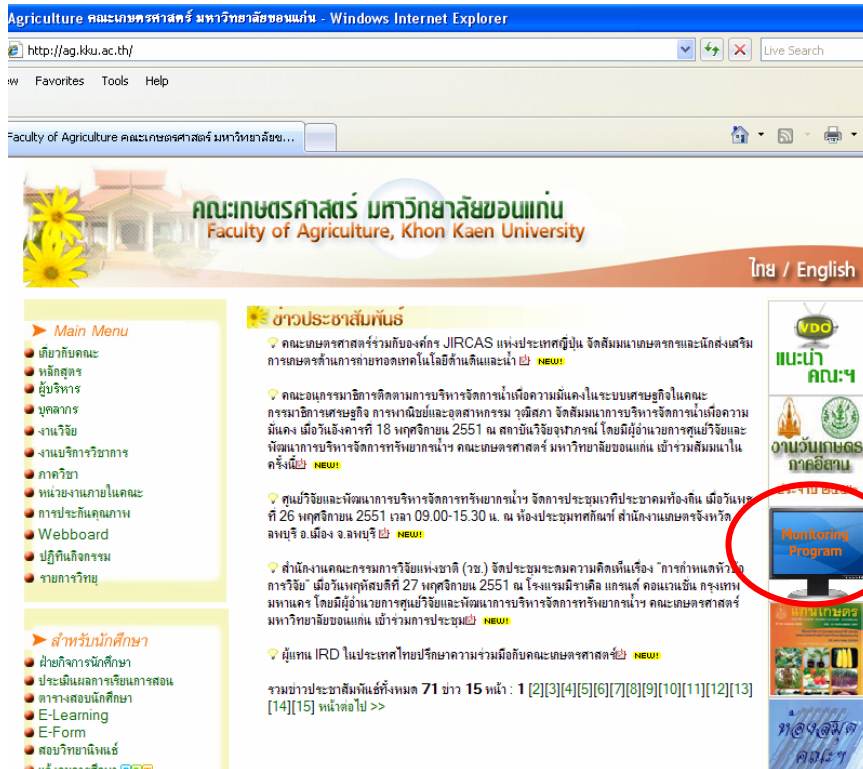 Agriculture คณะเกษตรศาสตร์ มหาวิทยาลัยขอนแก่น - Windows Internet Explorer
http://ag.kku.ac.th/
Live Search
Favorites Tools Help
Faculty of Agriculture คณะเกษตรศาสตร์ มหาวิทยาลัยข...
คณะเกษตรศาสตร์ มหาวิทยาลัยขอนแก่น
Faculty of Agriculture, Khon Kaen University
ไทย / English
Main Menu
เกี่ยวกับคณะ
หลักสูตร
ผู้บริหาร
บุคลากร
งานวิจัย
งานบริการวิชาการ
ภาควิชา
หน่วยงานภายในคณะ
การประกันคุณภาพ
Webboard
ปฏิทินกิจกรรม
รายการวิทยุ
สำหรับนักศึกษา
ฝ่ายกิจการนักศึกษา
ประเมินผลการเรียนการสอน
ตารางสอบนักศึกษา
E-Learning
E-Form
สอบวิทยานิพนธ์
ข่าวประชาสัมพันธ์
คณะเกษตรศาสตร์ร่วมกับองค์กร JIRCAS แห่งประเทศญี่ปุ่น จัดสัมมนาเกษตรกรและนักส่งเสริม
การเกษตรด้านการถ่ายทอดเทคโนโลยีด้านดินและน้ำ NEW!
คณะอนุกรรมาธิการติดตามการบริหารจัดการน้ำเพื่อความมั่นคงในระบบเศรษฐกิจในคณะ
กรรมาธิการเศรษฐกิจ การพาณิชย์และอุตสาหกรรม วุฒิสภา จัดสัมมนาการบริหารจัดการน้ำเพื่อความ
มั่นคง เมื่อวันอังคารที่ 18 พฤศจิกายน 2551 ณ สถาบันวิจัยจุฬาภรณ์ โดยมีผู้อำนวยการศูนย์วิจัยและ
พัฒนาการบริหารจัดการทรัพยากรน้ำฯ คณะเกษตรศาสตร์ มหาวิทยาลัยขอนแก่น เข้าร่วมสัมมนาใน
ครั้งนี้ NEW!
ศูนย์วิจัยและพัฒนาการบริหารจัดการทรัพยากรน้ำฯ จัดการประชุมเวทีประชาคมท้องถิ่น เมื่อวันพุธ
ที่ 26 พฤศจิกายน 2551 เวลา 09.00-15.30 น. ณ ห้องประชุมทศกัณฑ์ สำนักงานเกษตรจังหวัด
ลพบุรี อ.เมือง จ.ลพบุรี NEW!
สำนักงานคณะกรรมการวิจัยแห่งชาติ (วช.) จัดประชุมระดมความคิดเห็นเรื่อง "การกำหนดหัวข้อ
การวิจัย" เมื่อวันพฤหัสบดีที่ 27 พฤศจิกายน 2551 ณ โรงแรมมิราเคิล แกรนด์ คอนเวนชั่น กรุงเทพ
มหานคร โดยมีผู้อำนวยการศูนย์วิจัยและพัฒนาการบริหารจัดการทรัพยากรน้ำฯ คณะเกษตรศาสตร์
มหาวิทยาลัยขอนแก่น เข้าร่วมการประชุม NEW!
ผู้แทน IRD ในประเทศไทยปรึกษาความร่วมมือกับคณะเกษตรศาสตร์ NEW!
รวมข่าวประชาสัมพันธ์ทั้งหมด 71 ข่าว 15 หน้า : 1 [2][3][4][5][6][7][8][9][10][11][12][13]
[14][15] หน้าต่อไป >>
VDO
แนะนำ
คณะฯ
งานวันเกษตร
ภาคอีสาน
Monitoring
Program
แก่นเกษตร
ห้องสมุด
คณะฯ